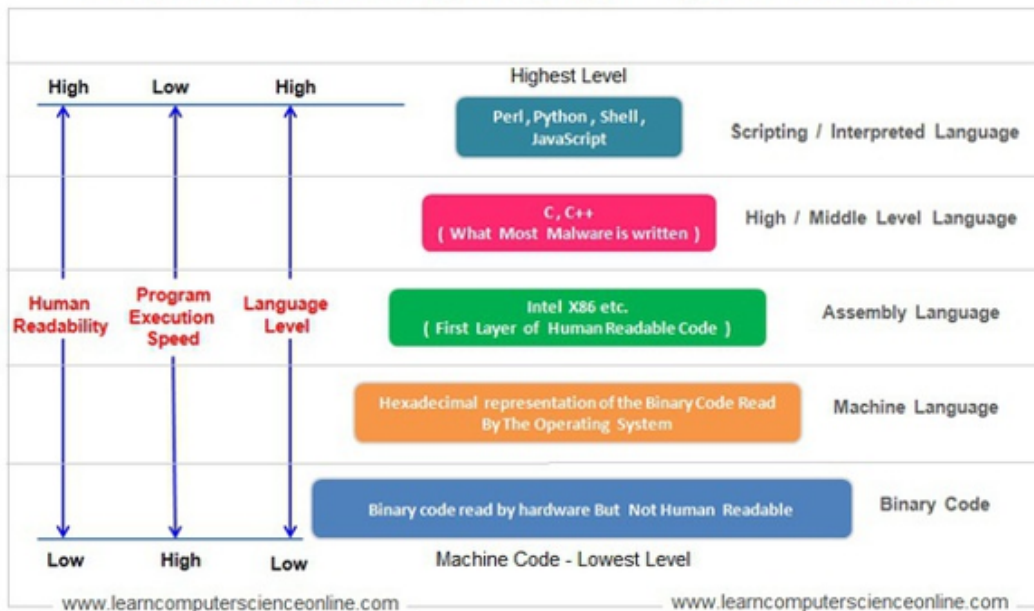 High Low High Highest Level
Perl , Python , Shell ,
JavaScript
Scripting / Interpreted Language
C , C++
( What Most Malware is written )
High / Middle Level Language
Human
Readability
Program
Execution
Speed
Language
Level
Intel X86 etc.
( First Layer of Human Readable Code )
Assembly Language
Hexadecimal representation of the Binary Code Read
By The Operating System
Machine Language
Binary code read by hardware But Not Human Readable
Binary Code
Low High Low Machine Code - Lowest Level
www.learncomputerscienceonline.com www.learncomputerscienceonline.com